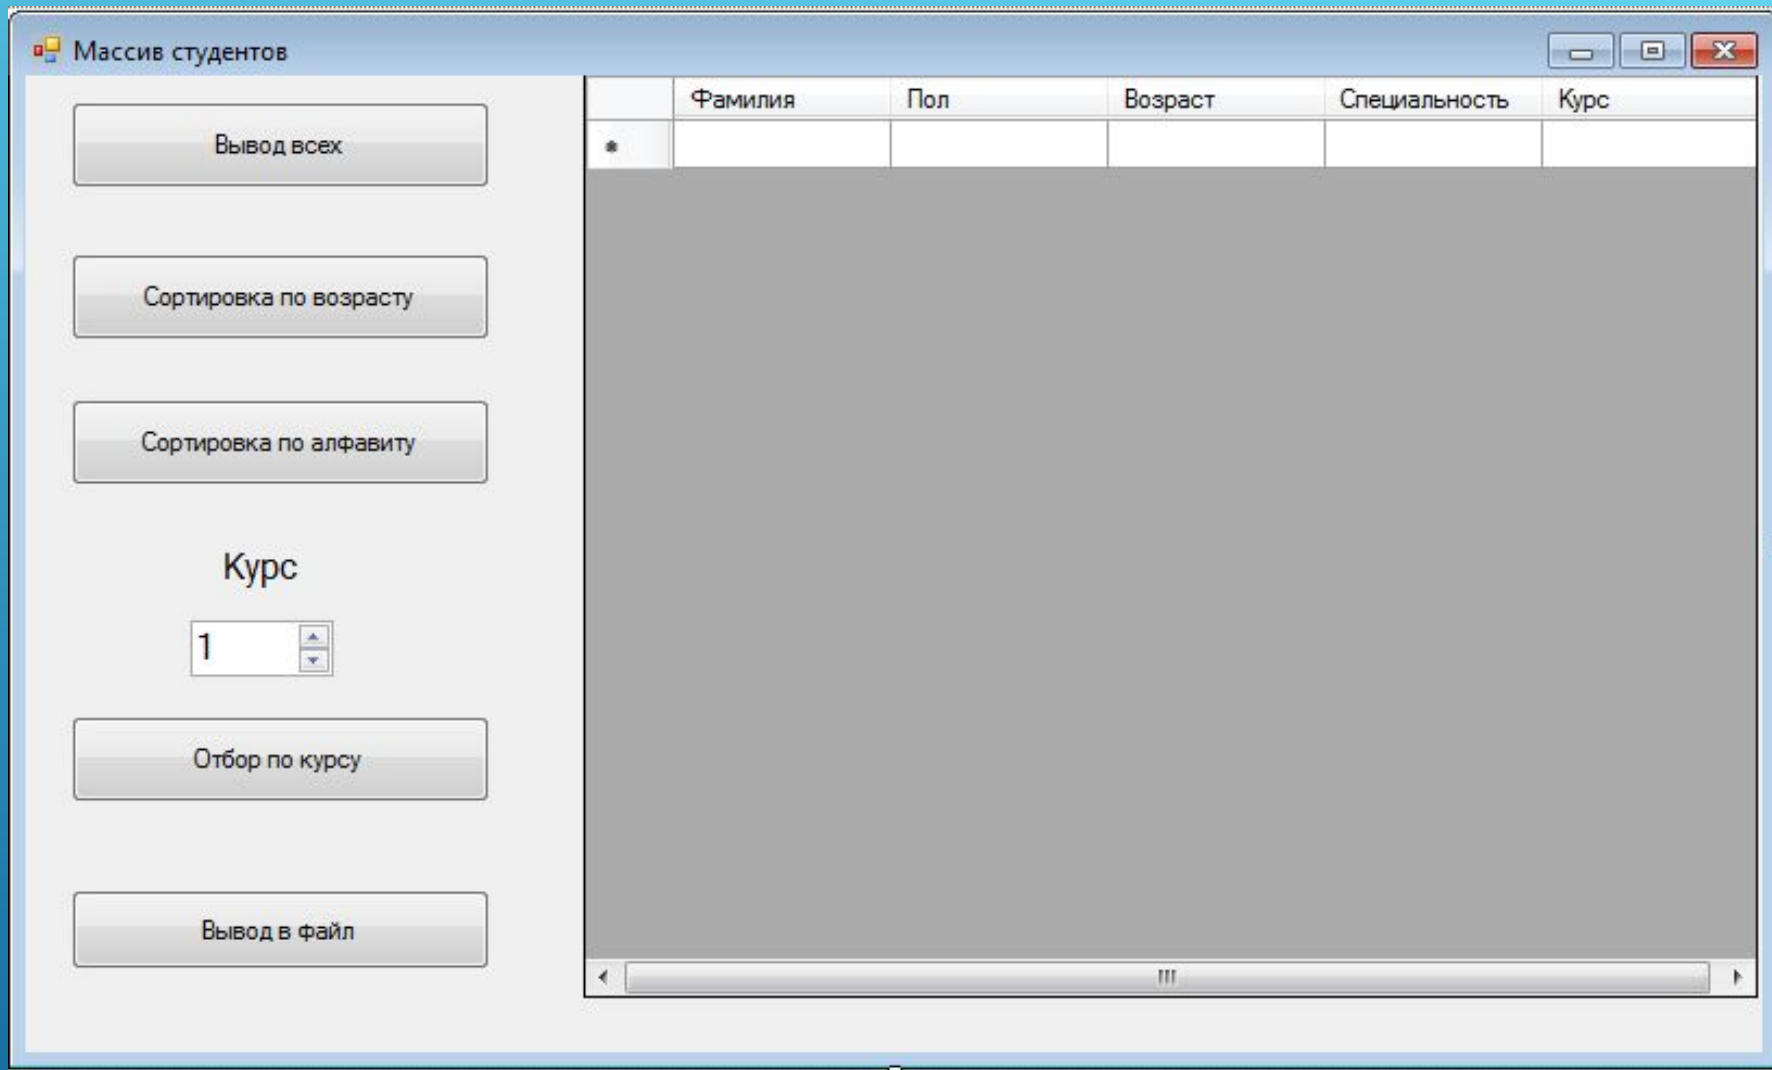 Массив студентов
Вывод всех
Сортировка по возрасту
Сортировка по алфавиту
Курс
1
Отбор по курсу
Вывод в файл
Фамилия Пол Возраст Специальность Курс